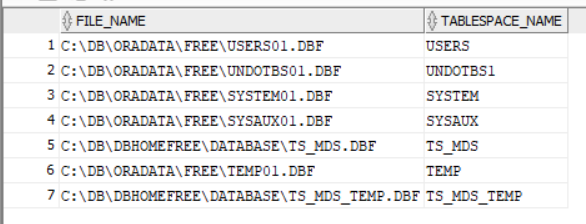 FILE_NAME TABLESPACE_NAME
1 C:\DB\ORADATA\FREE\USERS01.DBF USERS
2 C:\DB\ORADATA\FREE\UNDOTBS01.DBF UNDOTBS1
3 C:\DB\ORADATA\FREE\SYSTEM01.DBF SYSTEM
4 C:\DB\ORADATA\FREE\SYSAUX01.DBF SYSAUX
5 C:\DB\DBHOMEFREE\DATABASE\TS_MDS.DBF TS_MDS
6 C:\DB\ORADATA\FREE\TEMP01.DBF TEMP
7 C:\DB\DBHOMEFREE\DATABASE\TS_MDS_TEMP.DBF TS_MDS_TEMP